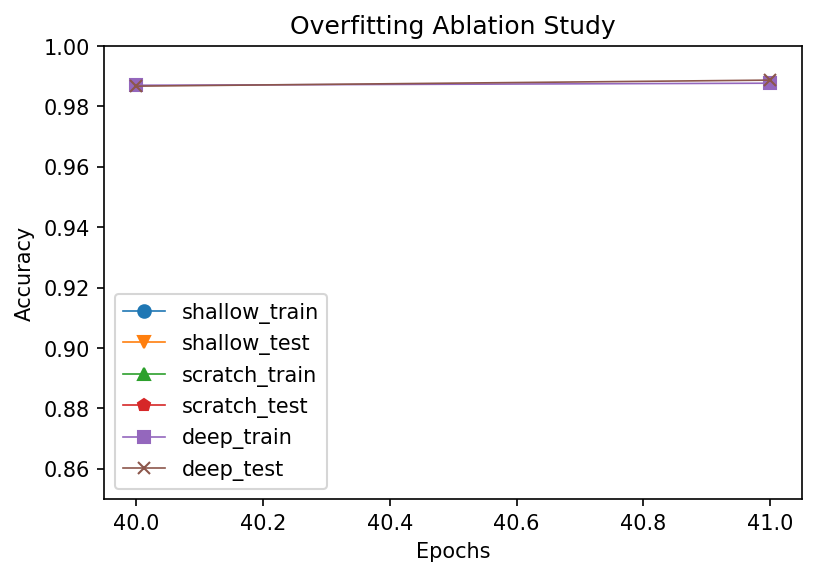 Overfitting Ablation Study
1.00
0.98
0.96
0.94
0.92
0.90
0.88
0.86
Accuracy
shallow_train
shallow_test
scratch_train
scratch_test
deep_train
deep_test
40.0 40.2 40.4 40.6 40.8 41.0
Epochs